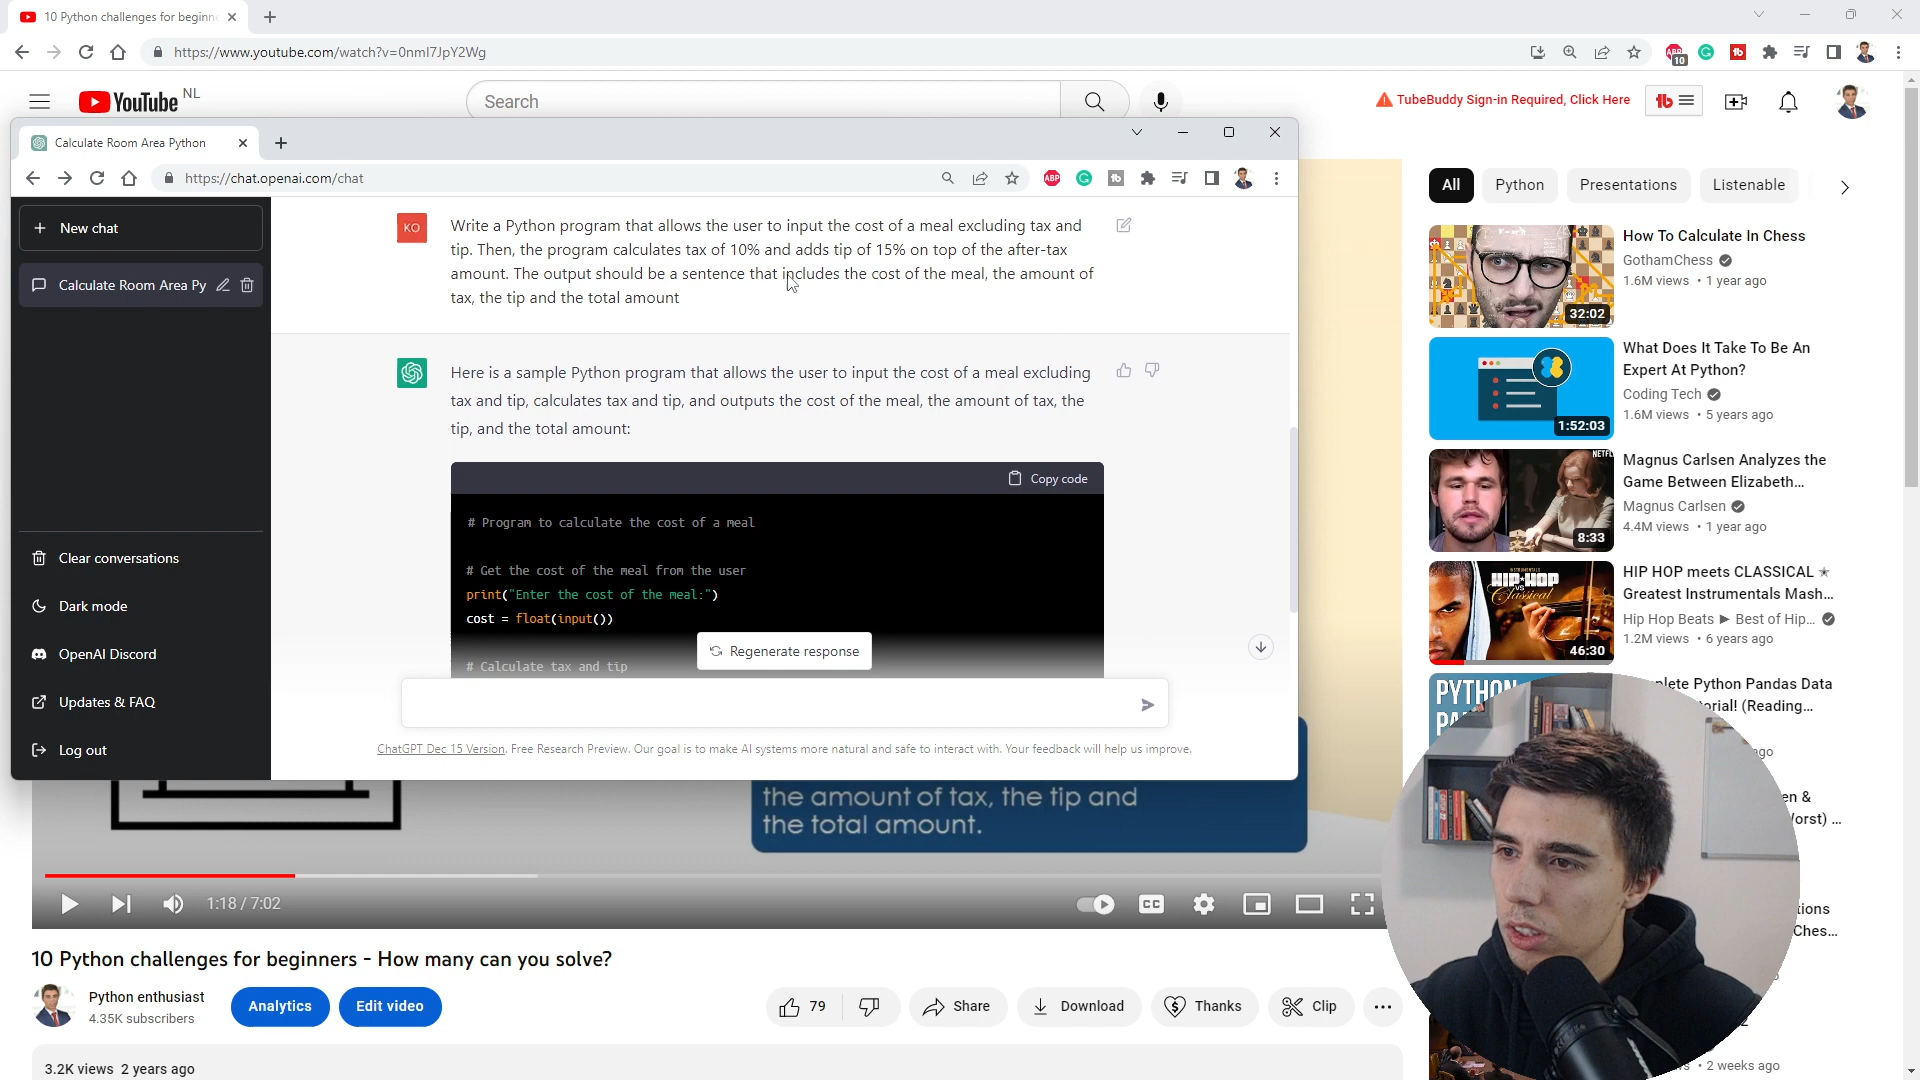 10 Python challenges for beginn
https://www.youtube.com/watch?v=0nmI7JpY2Wg
10
YouTube NL
Search
TubeBuddy Sign-in Required, Click Here
Calculate Room Area Python
https://chat.openai.com/chat
ABP
New chat
Calculate Room Area Py
Clear conversations
Dark mode
OpenAI Discord
Updates & FAQ
Log out
KO
Write a Python program that allows the user to input the cost of a meal excluding tax and
tip. Then, the program calculates tax of 10% and adds tip of 15% on top of the after-tax
amount. The output should be a sentence that includes the cost of the meal, the amount of
tax, the tip and the total amount
Here is a sample Python program that allows the user to input the cost of a meal excluding
tax and tip, calculates tax and tip, and outputs the cost of the meal, the amount of tax, the
tip, and the total amount:
Copy code
# Program to calculate the cost of a meal
# Get the cost of the meal from the user
print("Enter the cost of the meal:")
cost = float(input())
# Calculate tax and tip
Regenerate response
ChatGPT Dec 15 Version. Free Research Preview. Our goal is to make AI systems more natural and safe to interact with. Your feedback will help us improve.
the amount of tax, the tip and
the total amount.
1:18 / 7:02
CC
10 Python challenges for beginners - How many can you solve?
Python enthusiast
4.35K subscribers
Analytics
Edit video
79
Share
Download
Thanks
Clip
3.2K views 2 years ago
All
Python
Presentations
Listenable
How To Calculate In Chess
GothamChess
1.6M views • 1 year ago
32:02
What Does It Take To Be An
Expert At Python?
Coding Tech
1.6M views • 5 years ago
1:52:03
Magnus Carlsen Analyzes the
Game Between Elizabeth...
Magnus Carlsen
4.4M views • 1 year ago
8:33
HIP HOP meets CLASSICAL ★
Greatest Instrumentals Mash...
Hip Hop Beats ► Best of Hip...
1.2M views • 6 years ago
HIP★HOP
VS
Classical
46:30
PYTHON
Python Pandas Data
(Reading...
ago
&
...
Ches...
• 2 weeks ago